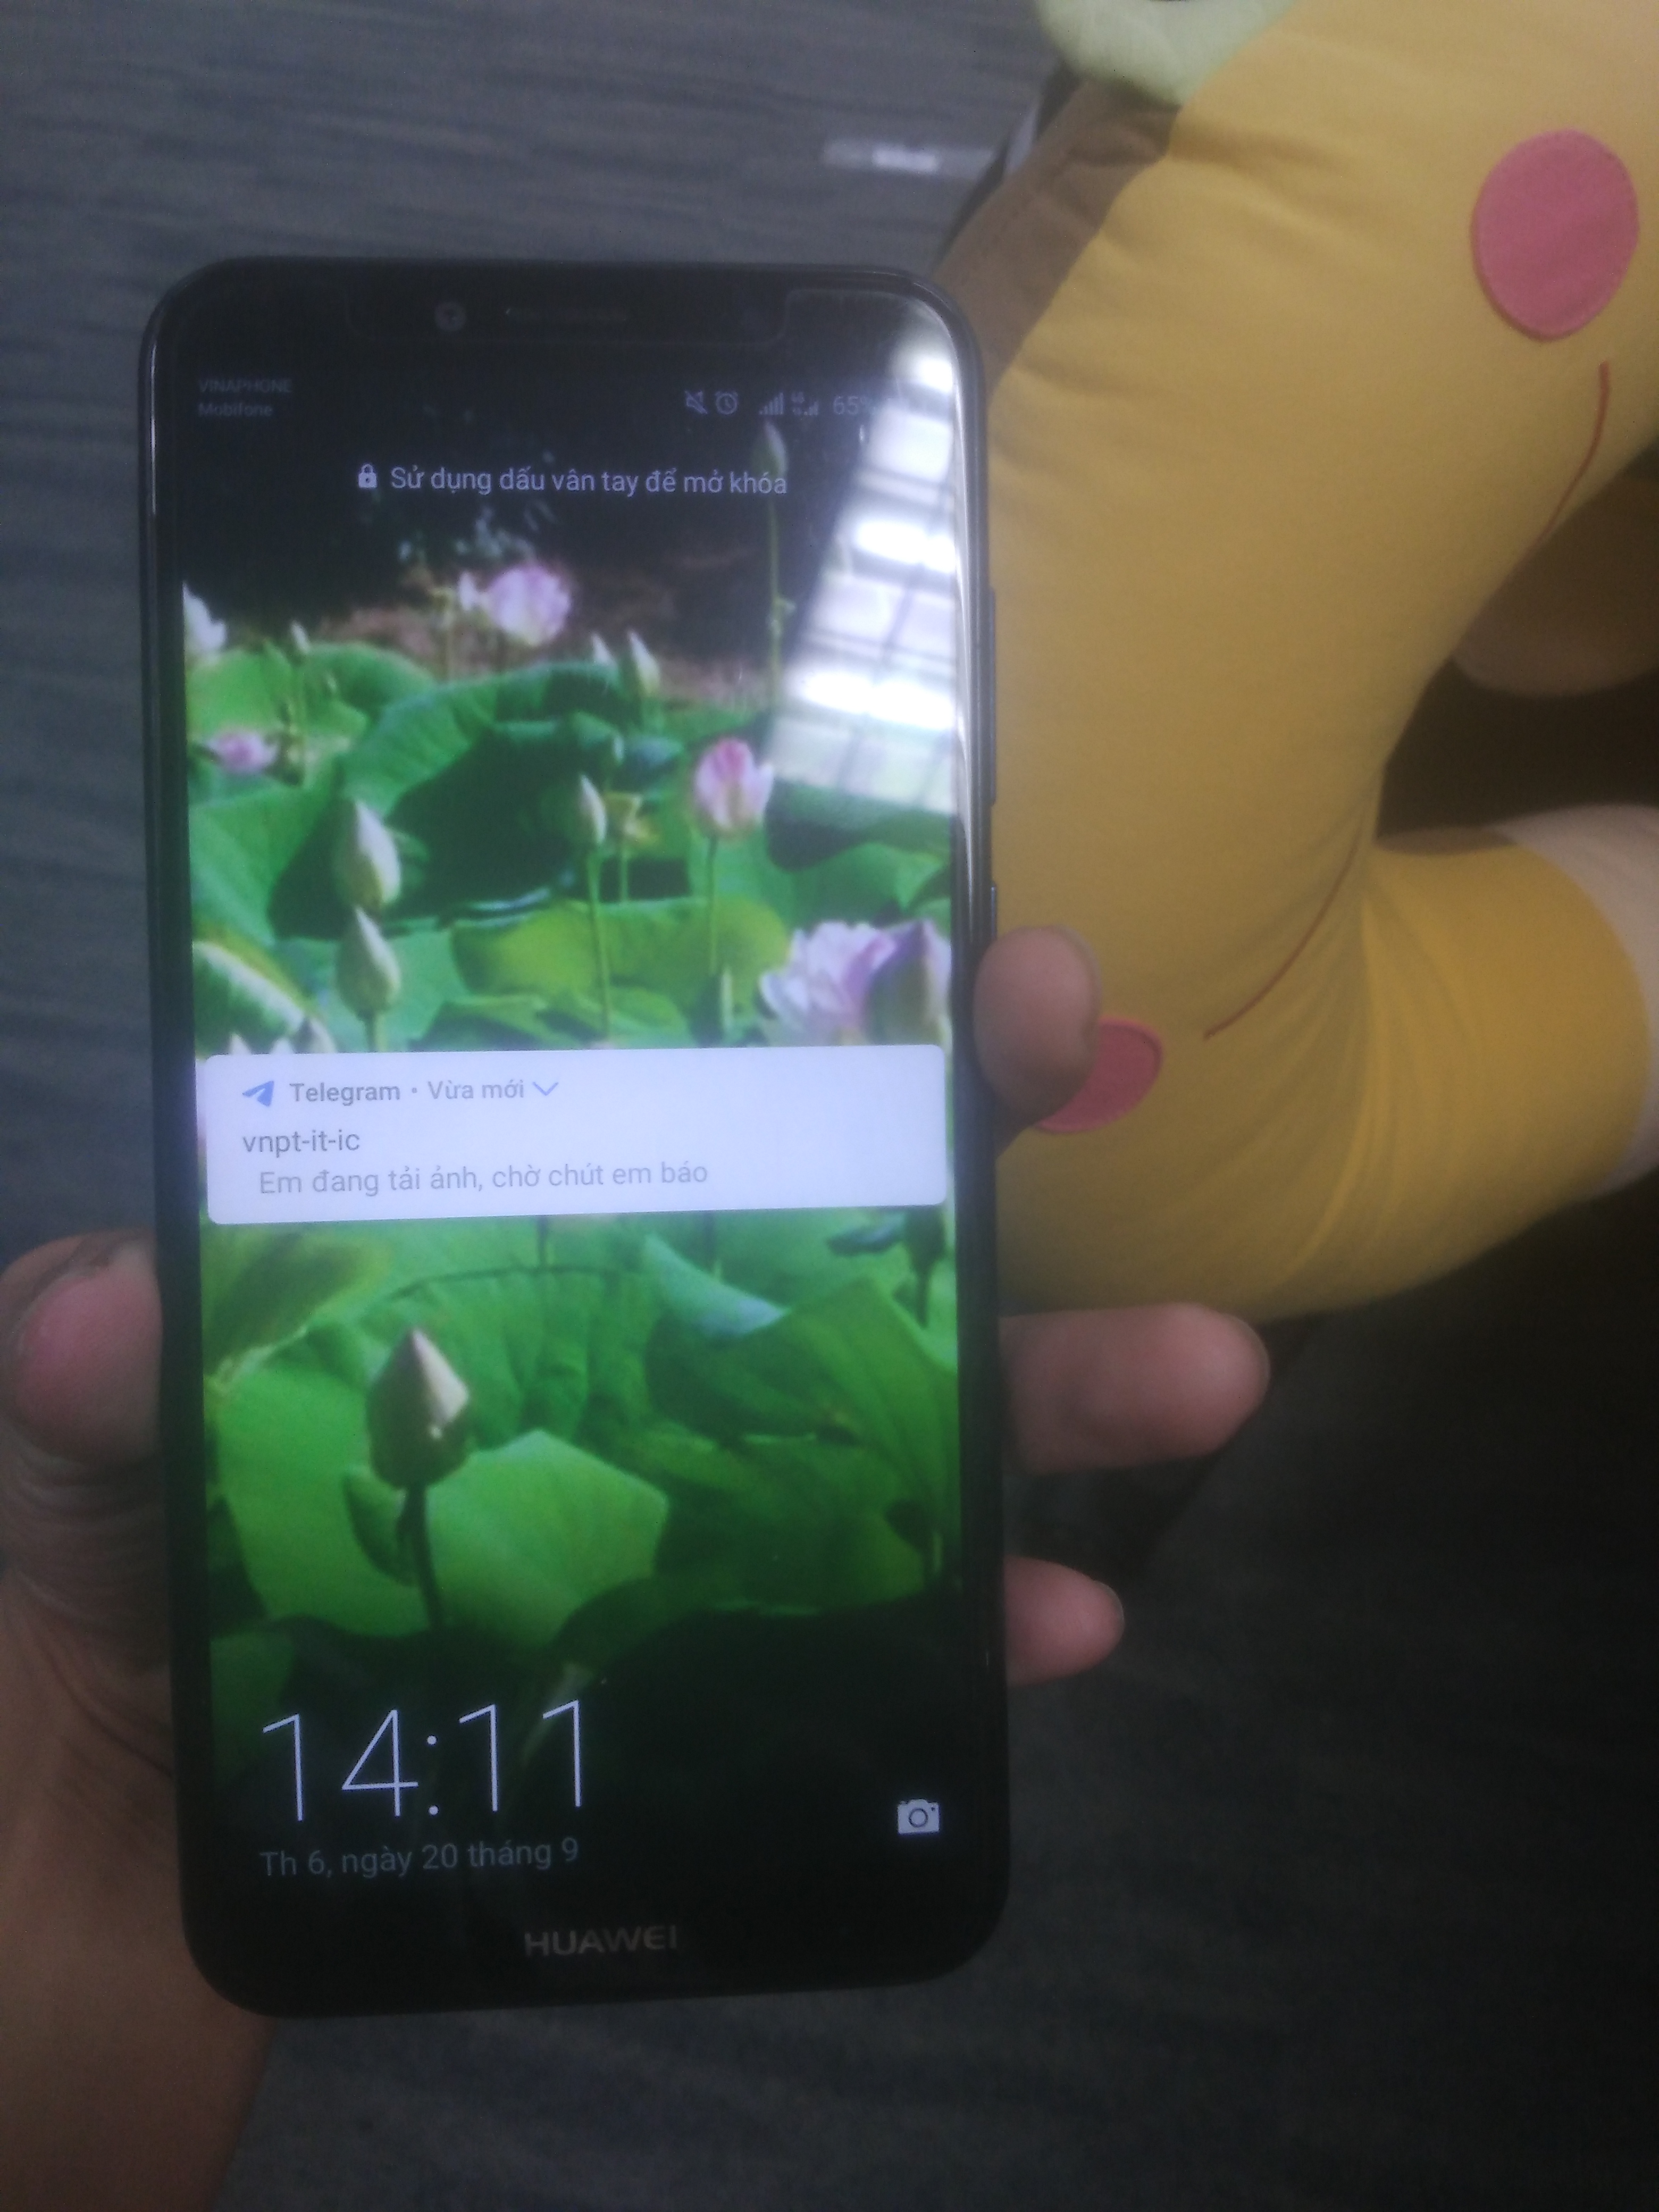 VINAPHONE
Mobifone
65%
Sử dụng dấu vân tay để mở khóa
Telegram • Vừa mới
vnpt-it-ic
Em đang tải ảnh, chờ chút em báo
14:11
Th 6, ngày 20 tháng 9
HUAWEI